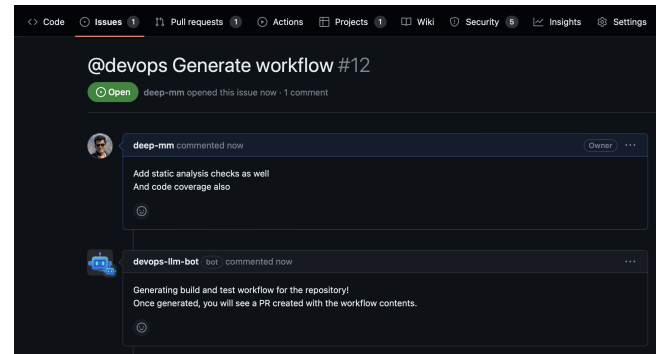 Code Issues 1 Pull requests 1 Actions Projects 1 Wiki Security 5 Insights Settings
@devops Generate workflow #12
Open deep-mm opened this issue now · 1 comment
deep-mm commented now Owner ...
Add static analysis checks as well
And code coverage also
devops-llm-bot bot commented now ...
Generating build and test workflow for the repository!
Once generated, you will see a PR created with the workflow contents.